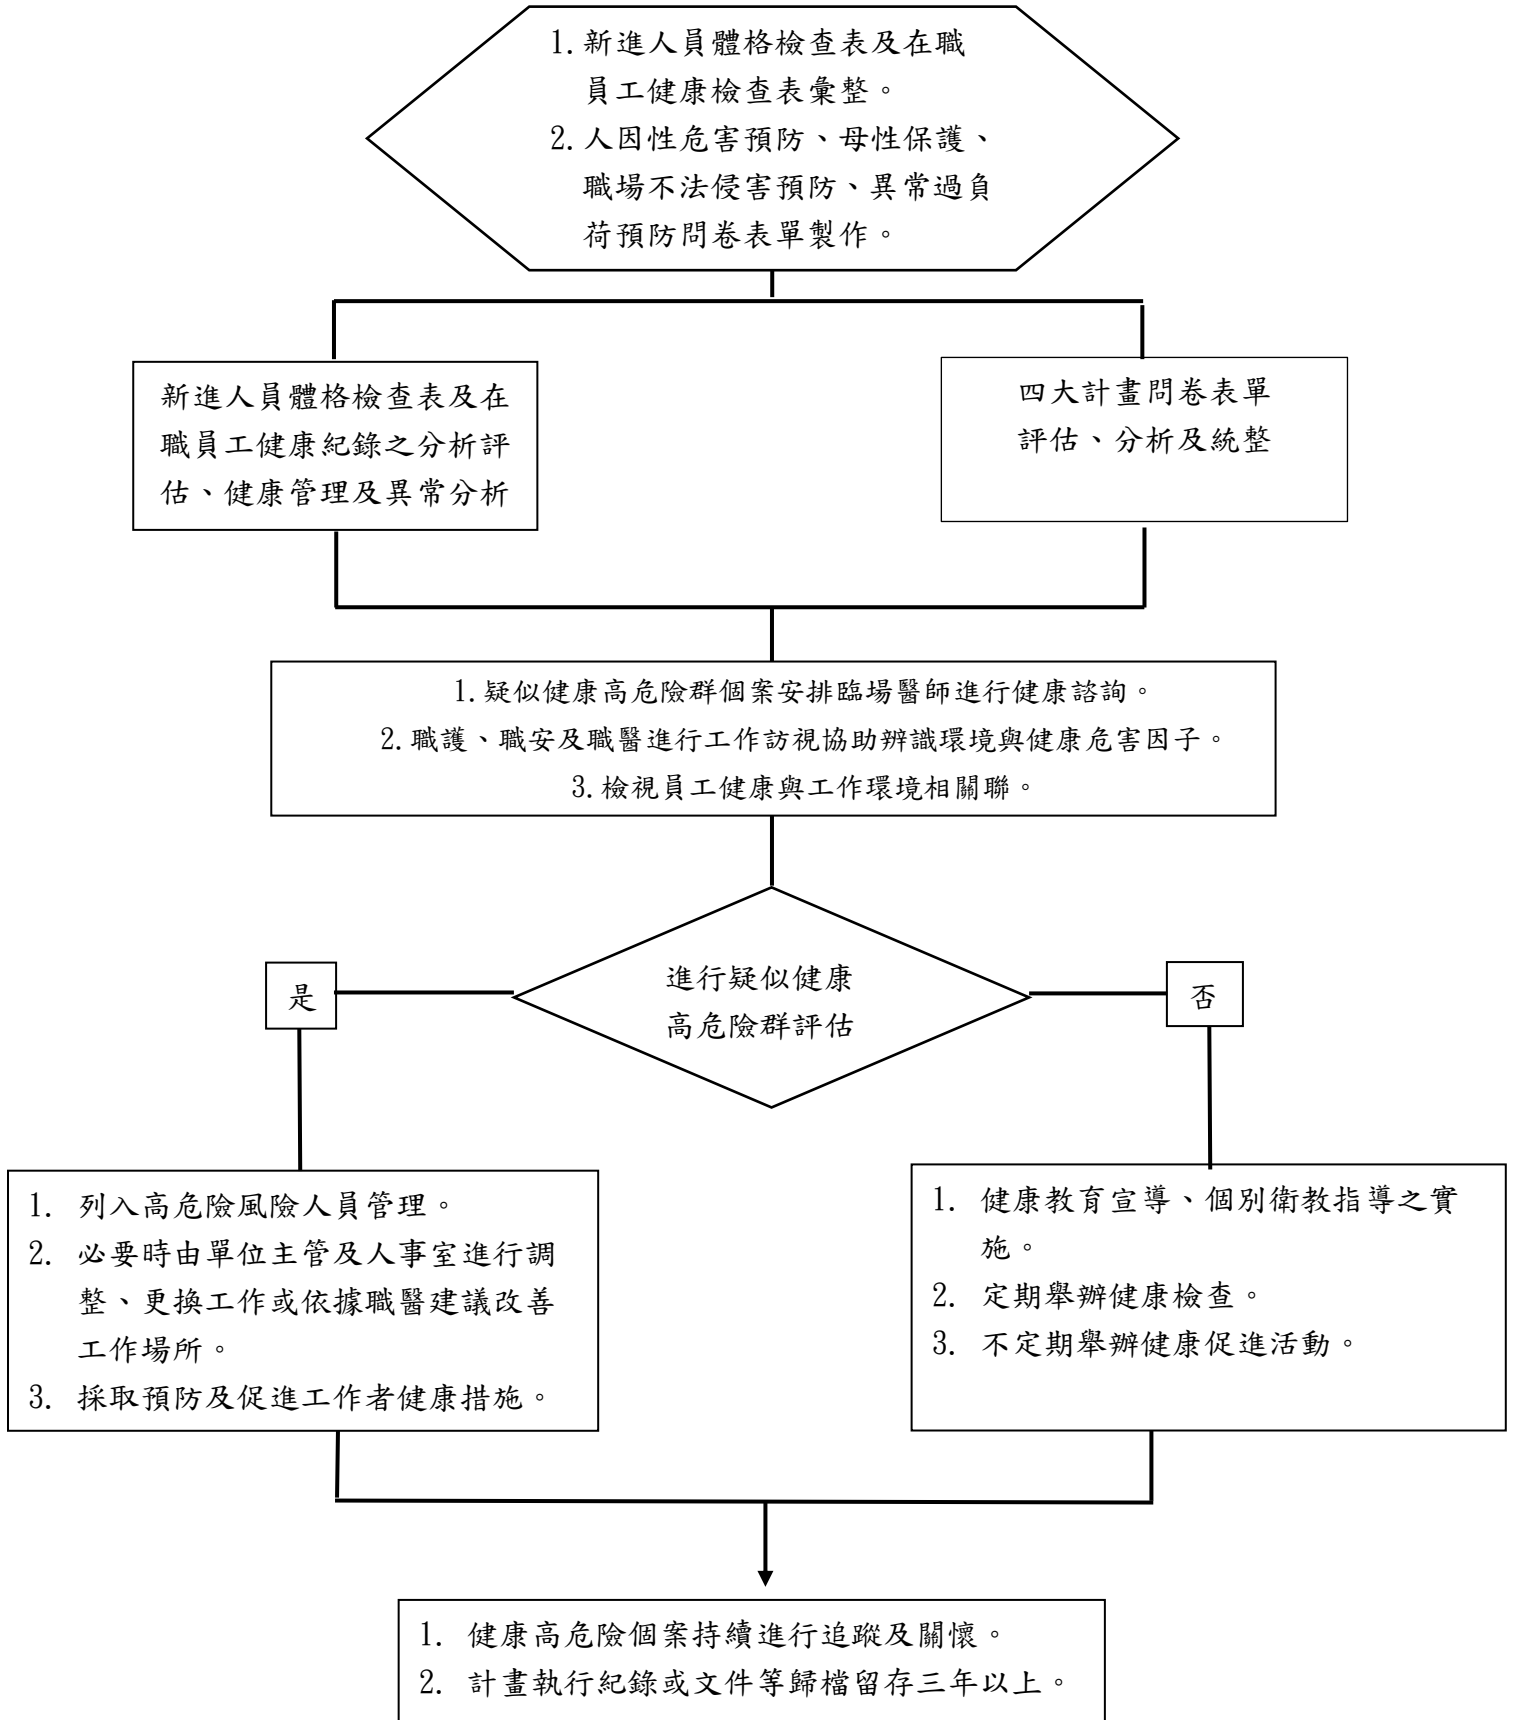 1.新進人員體格檢查表及在職
員工健康檢查表彙整。
2.人因性危害預防、母性保護、
職場不法侵害預防、異常過負
荷預防問卷表單製作。
新進人員體格檢查表及在
職員工健康紀錄之分析評
估、健康管理及異常分析
四大計畫問卷表單
評估、分析及統整
1.疑似健康高危險群個案安排臨場醫師進行健康諮詢。
2.職護、職安及職醫進行工作訪視協助辨識環境與健康危害因子。
3.檢視員工健康與工作環境相關聯。
進行疑似健康
高危險群評估
是
否
1. 列入高危險風險人員管理。
2. 必要時由單位主管及人事室進行調
整、更換工作或依據職醫建議改善
工作場所。
3. 採取預防及促進工作者健康措施。
1. 健康教育宣導、個別衛教指導之實
施。
2. 定期舉辦健康檢查。
3. 不定期舉辦健康促進活動。
1. 健康高危險個案持續進行追蹤及關懷。
2. 計畫執行紀錄或文件等歸檔留存三年以上。